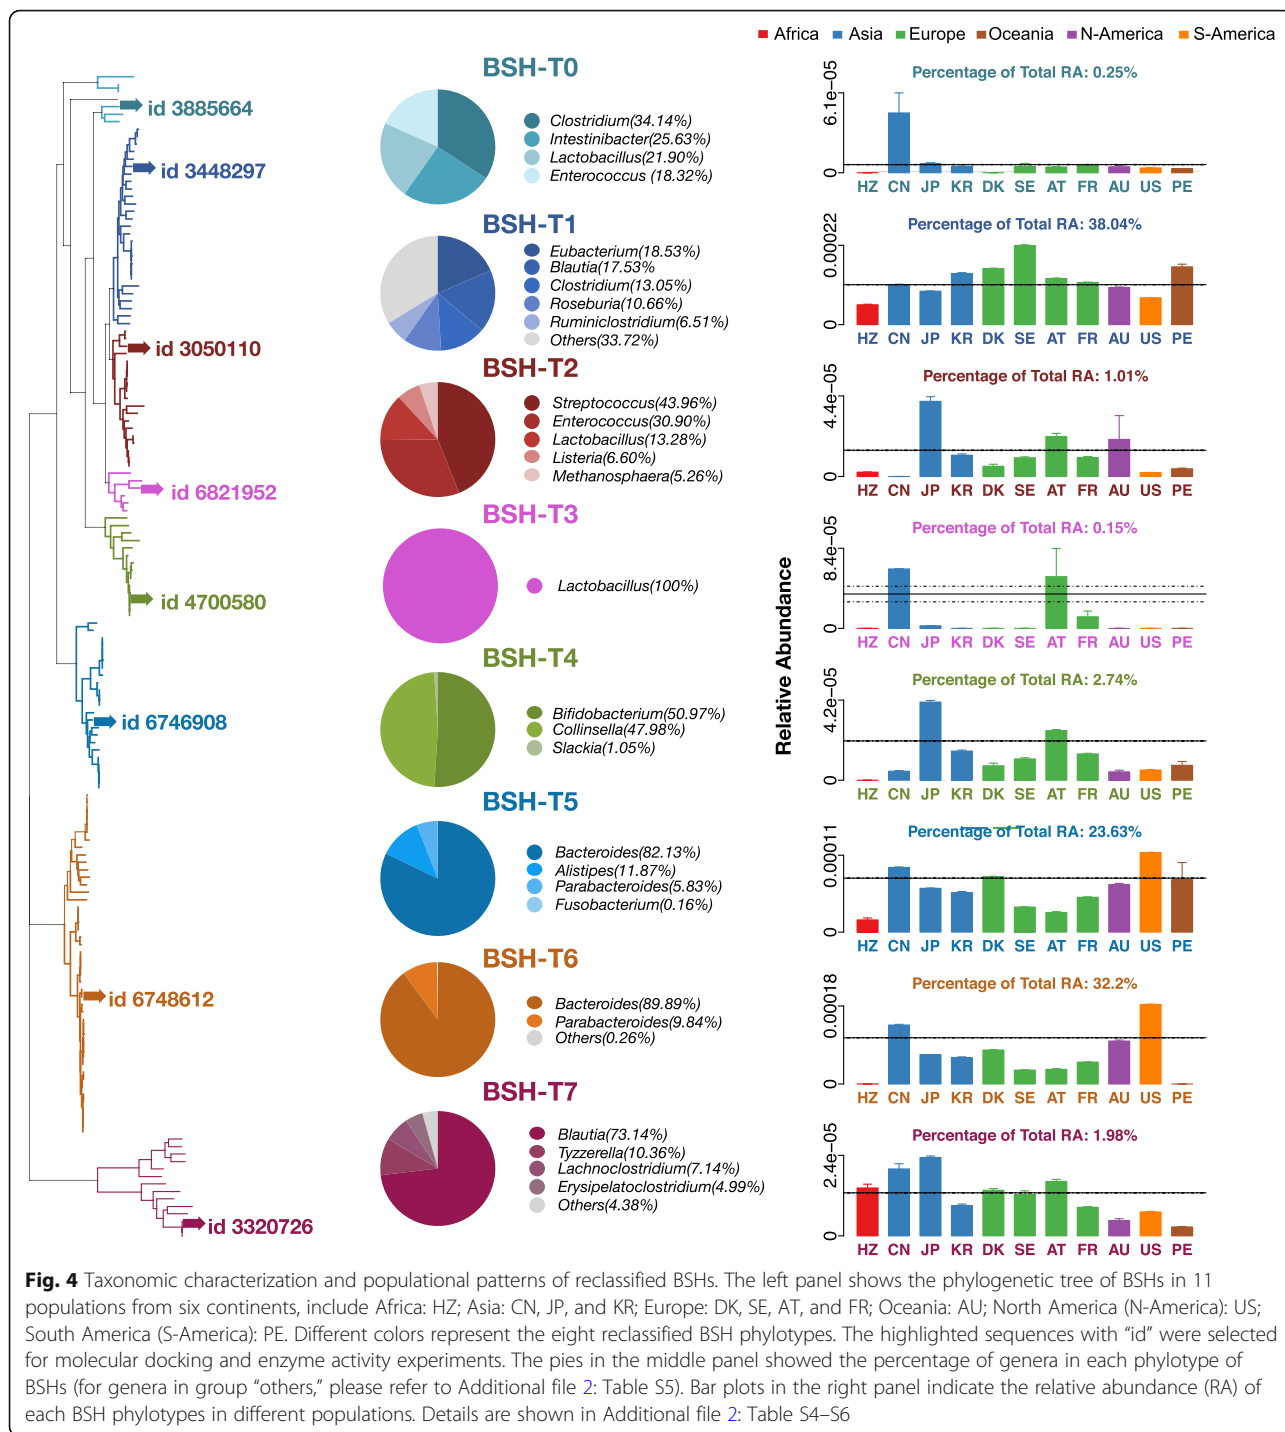 Africa Asia Europe Oceania N-America S-America
id 3885664
id 3448297
id 3050110
id 6821952
id 4700580
id 6746908
id 6748612
id 3320726
BSH-T0
Clostridium(34.14%)
Intestinibacter(25.63%)
Lactobacillus(21.90%)
Enterococcus (18.32%)
BSH-T1
Eubacterium(18.53%)
Blautia(17.53%
Clostridium(13.05%)
Roseburia(10.66%)
Ruminiclostridium(6.51%)
Others(33.72%)
BSH-T2
Streptococcus(43.96%)
Enterococcus(30.90%)
Lactobacillus(13.28%)
Listeria(6.60%)
Methanosphaera(5.26%)
BSH-T3
Lactobacillus(100%)
BSH-T4
Bifidobacterium(50.97%)
Collinsella(47.98%)
Slackia(1.05%)
BSH-T5
Bacteroides(82.13%)
Alistipes(11.87%)
Parabacteroides(5.83%)
Fusobacterium(0.16%)
BSH-T6
Bacteroides(89.89%)
Parabacteroides(9.84%)
Others(0.26%)
BSH-T7
Blautia(73.14%)
Tyzzerella(10.36%)
Lachnoclostridium(7.14%)
Erysipelatoclostridium(4.99%)
Others(4.38%)
Relative Abundance
Percentage of Total RA: 0.25%
6.1e−05
0
HZ CN JP KR DK SE AT FR AU US PE
Percentage of Total RA: 38.04%
0.00022
0
HZ CN JP KR DK SE AT FR AU US PE
Percentage of Total RA: 1.01%
4.4e−05
0
HZ CN JP KR DK SE AT FR AU US PE
Percentage of Total RA: 0.15%
8.4e−05
0
HZ CN JP KR DK SE AT FR AU US PE
Percentage of Total RA: 2.74%
4.2e−05
0
HZ CN JP KR DK SE AT FR AU US PE
Percentage of Total RA: 23.63%
0.00011
0
HZ CN JP KR DK SE AT FR AU US PE
Percentage of Total RA: 32.2%
0.00018
0
HZ CN JP KR DK SE AT FR AU US PE
Percentage of Total RA: 1.98%
2.4e−05
0
HZ CN JP KR DK SE AT FR AU US PE
Fig. 4 Taxonomic characterization and populational patterns of reclassified BSHs. The left panel shows the phylogenetic tree of BSHs in 11
populations from six continents, include Africa: HZ; Asia: CN, JP, and KR; Europe: DK, SE, AT, and FR; Oceania: AU; North America (N-America): US;
South America (S-America): PE. Different colors represent the eight reclassified BSH phylotypes. The highlighted sequences with “id” were selected
for molecular docking and enzyme activity experiments. The pies in the middle panel showed the percentage of genera in each phylotype of
BSHs (for genera in group “others,” please refer to Additional file 2: Table S5). Bar plots in the right panel indicate the relative abundance (RA) of
each BSH phylotypes in different populations. Details are shown in Additional file 2: Table S4–S6